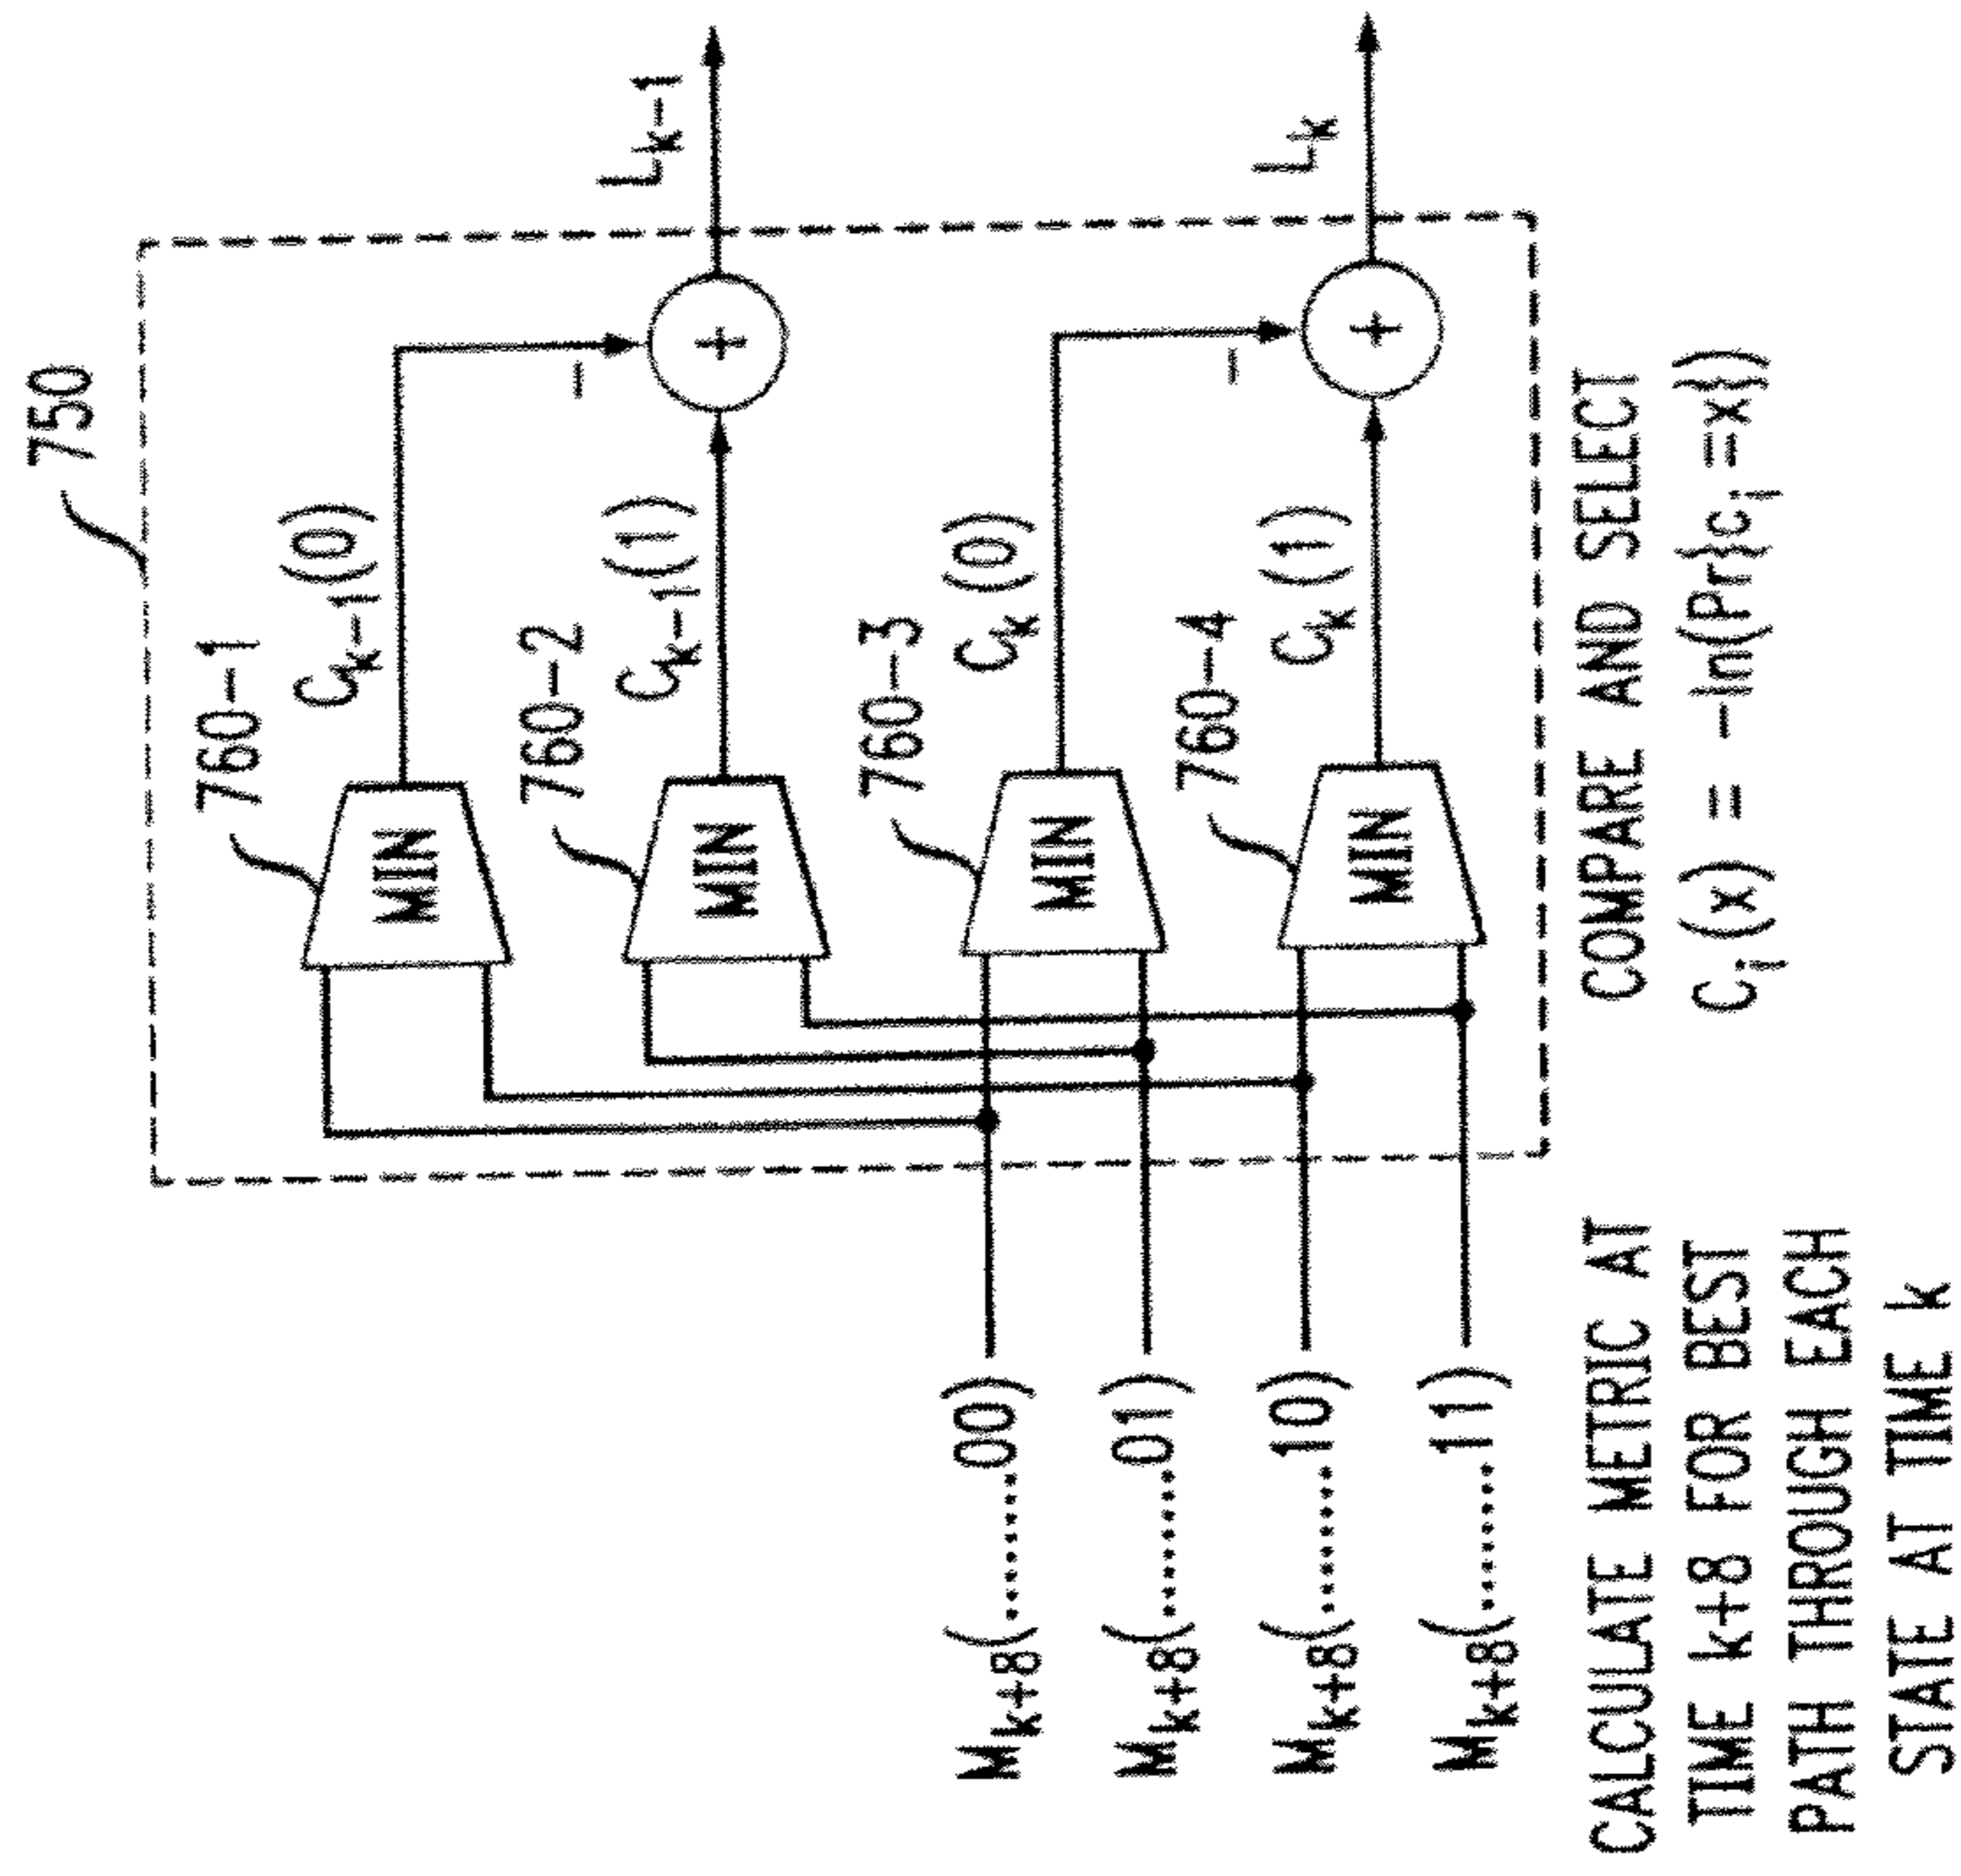 750
760-1
C_{k-1}(0)
MIN
L_{k-1}
-
+
760-2
C_{k-1}(1)
MIN
760-3
C_k(0)
MIN
L_k
-
+
760-4
C_k(1)
MIN
M_{k+8}(........00)
M_{k+8}(........01)
M_{k+8}(........10)
M_{k+8}(........11)
CALCULATE METRIC AT
TIME k+8 FOR BEST
PATH THROUGH EACH
STATE AT TIME k
COMPARE AND SELECT
C_i(x) = -ln(Pr{c_i=x})